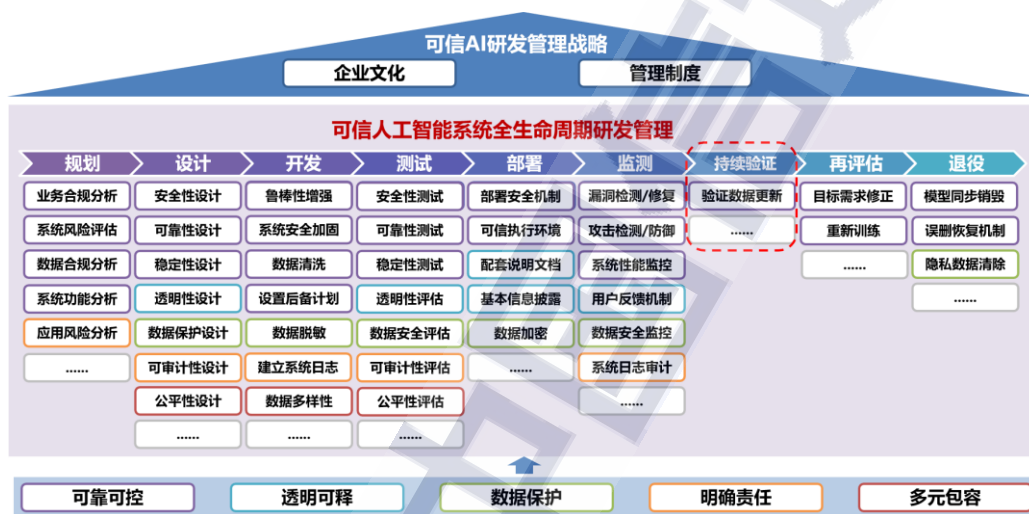 可信AI研发管理战略
企业文化 管理制度
可信人工智能系统全生命周期研发管理
规划 设计 开发 测试 部署 监测 持续验证 再评估 退役
业务合规分析 安全性设计 鲁棒性增强 安全性测试 部署安全机制 漏洞检测/修复 验证数据更新 目标需求修正 模型同步销毁
系统风险评估 可靠性设计 系统安全加固 可靠性测试 可信执行环境 攻击检测/防御 ...... 重新训练 误删恢复机制
数据合规分析 稳定性设计 数据清洗 稳定性测试 配套说明文档 系统性能监控 ...... 隐私数据清除
系统功能分析 透明性设计 设置后备计划 透明性评估 基本信息披露 用户反馈机制 ......
应用风险分析 数据保护设计 数据脱敏 数据安全评估 数据加密 数据安全监控
...... 可审计性设计 建立系统日志 可审计性评估 ...... 系统日志审计
公平性设计 数据多样性 公平性评估 ......
...... ...... ......
可靠可控 透明可释 数据保护 明确责任 多元包容